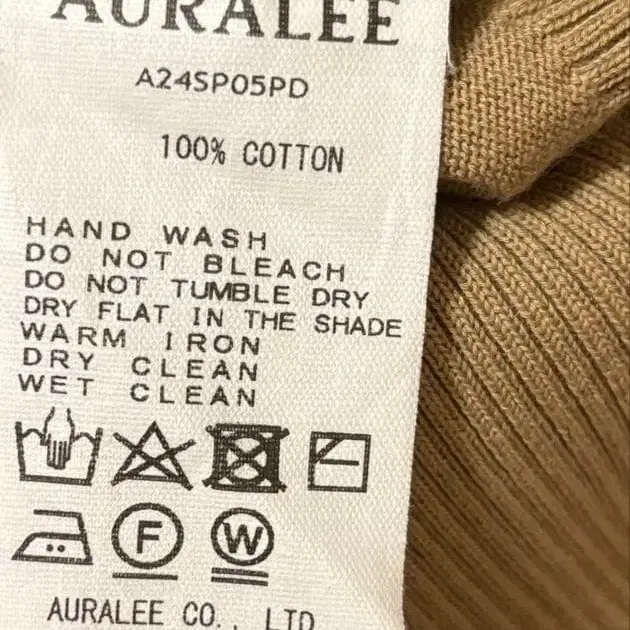 AURALEE
A24SP05PD
100% COTTON
HAND WASH
DO NOT BLEACH
DO NOT TUMBLE DRY
DRY FLAT IN THE SHADE
WARM IRON
DRY CLEAN
WET CLEAN
F W
AURALEE CO., LTD